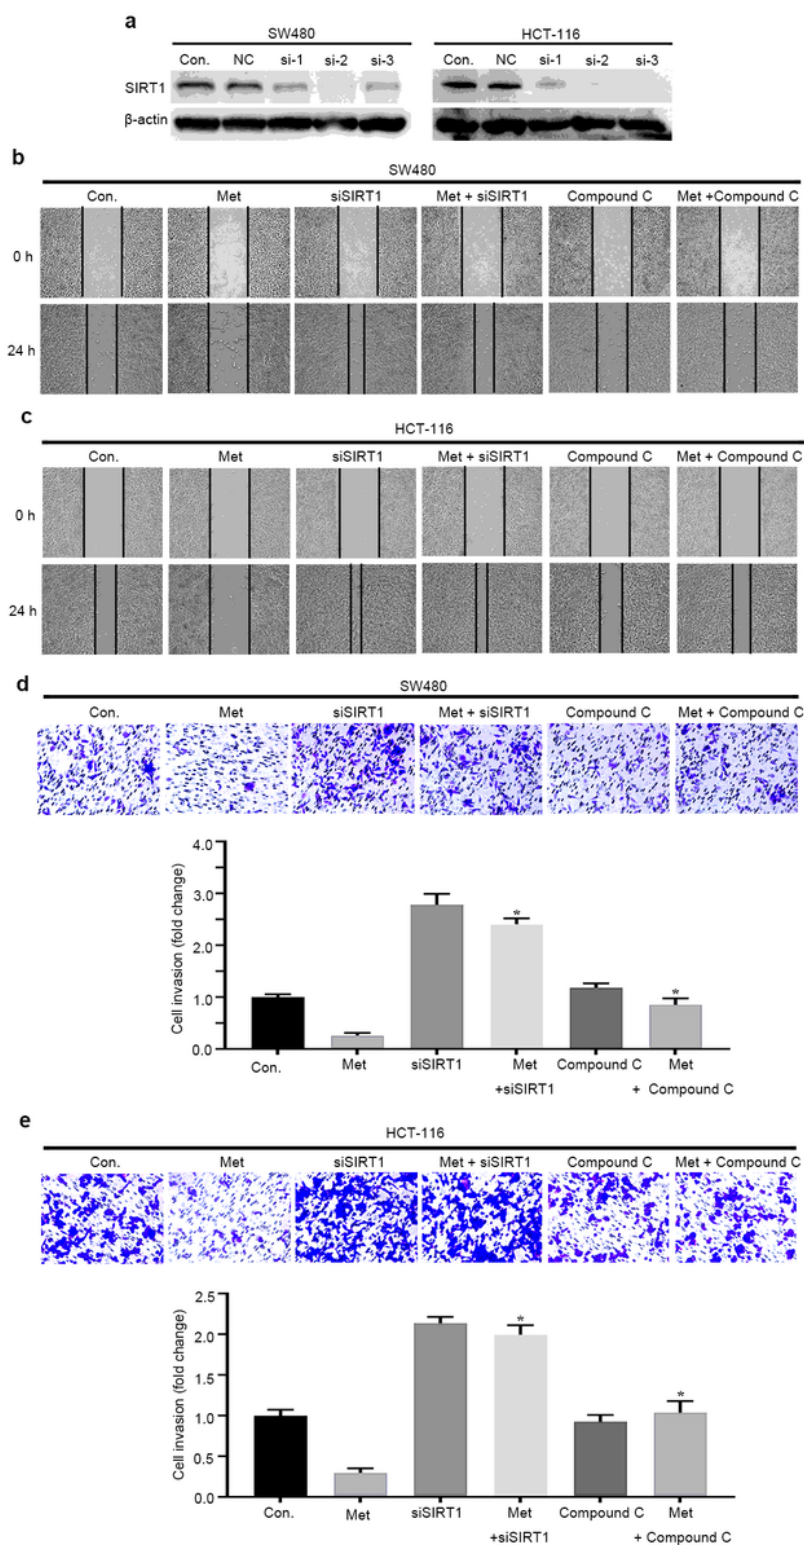 a
SW480 HCT-116
Con. NC si-1 si-2 si-3 Con. NC si-1 si-2 si-3
SIRT1
β-actin
b
SW480
Con. Met siSIRT1 Met + siSIRT1 Compound C Met +Compound C
0 h
24 h
c
HCT-116
Con. Met siSIRT1 Met + siSIRT1 Compound C Met + Compound C
0 h
24 h
d
SW480
Con. Met siSIRT1 Met + siSIRT1 Compound C Met + Compound C
Cell invasion (fold change)
4.0
3.0
2.0
1.0
0.0
* *
Con. Met siSIRT1 Met Compound C Met
+siSIRT1 + Compound C
e
HCT-116
Con. Met siSIRT1 Met + siSIRT1 Compound C Met + Compound C
Cell invasion (fold change)
2.5
2.0
1.5
1.0
0.5
0.0
* *
Con. Met siSIRT1 Met Compound C Met
+siSIRT1 + Compound C